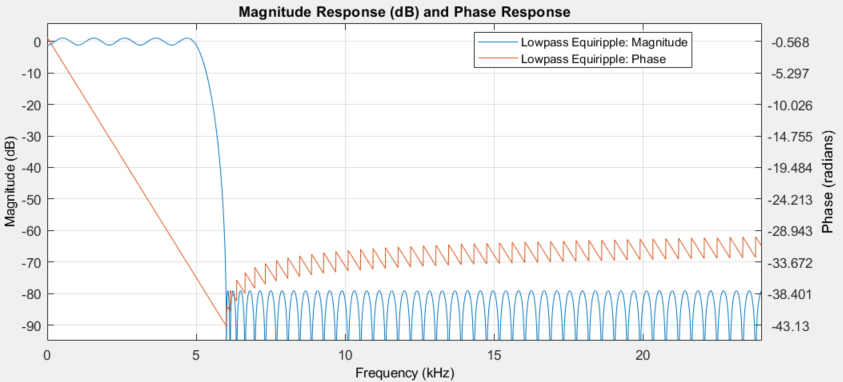 Magnitude Response (dB) and Phase Response
Lowpass Equiripple: Magnitude
Lowpass Equiripple: Phase
Magnitude (dB)
0
-10
-20
-30
-40
-50
-60
-70
-80
-90
-0.568
-5.297
-10.026
-14.755
-19.484
-24.213
-28.943
-33.672
-38.401
-43.13
Phase (radians)
0 5 10 15 20
Frequency (kHz)